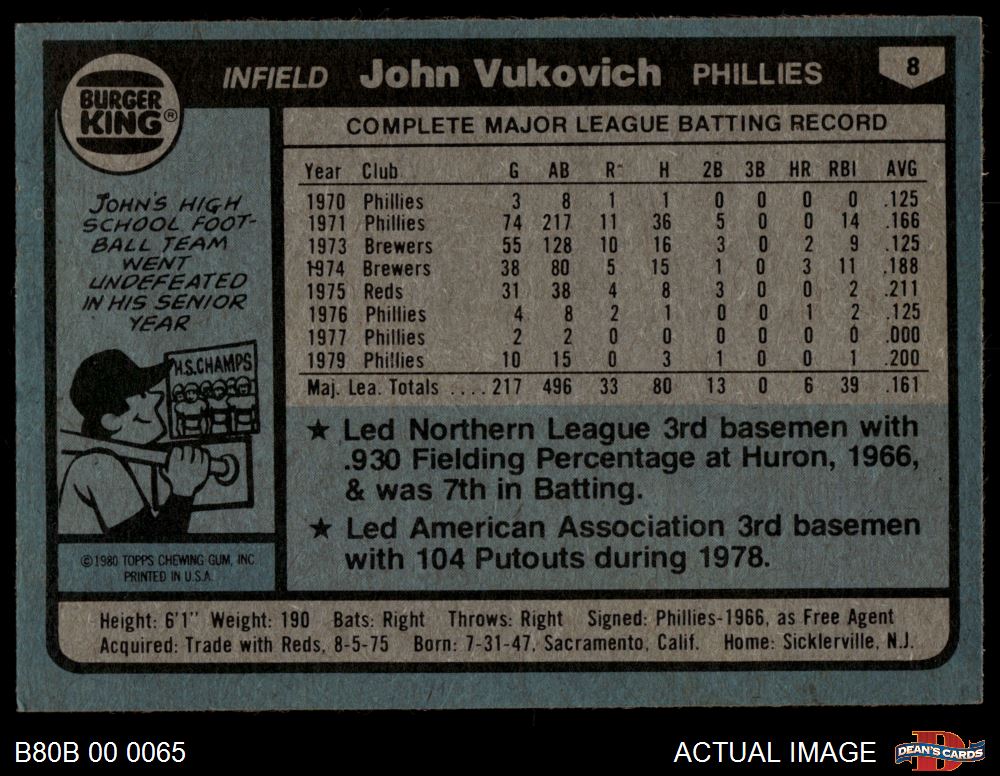 BURGER
KING®
INFIELD John Vukovich PHILLIES 8
JOHN'S HIGH
SCHOOL FOOT-
BALL TEAM
WENT
UNDEFEATED
IN HIS SENIOR
YEAR
H.S. CHAMPS
©1980 TOPPS CHEWING GUM, INC
PRINTED IN U.S.A.
COMPLETE MAJOR LEAGUE BATTING RECORD
Year Club G AB R H 2B 3B HR RBI AVG
1970 Phillies 3 8 1 1 0 0 0 0 .125
1971 Phillies 74 217 11 36 5 0 0 14 .166
1973 Brewers 55 128 10 16 3 0 2 9 .125
1974 Brewers 38 80 5 15 1 0 3 11 .188
1975 Reds 31 38 4 8 3 0 0 2 .211
1976 Phillies 4 8 2 1 0 0 1 2 .125
1977 Phillies 2 2 0 0 0 0 0 0 .000
1979 Phillies 10 15 0 3 1 0 0 1 .200
Maj. Lea. Totals ....217 496 33 80 13 0 6 39 .161
★ Led Northern League 3rd basemen with
.930 Fielding Percentage at Huron, 1966,
& was 7th in Batting.
★ Led American Association 3rd basemen
with 104 Putouts during 1978.
Height: 6'1" Weight: 190 Bats: Right Throws: Right Signed: Phillies-1966, as Free Agent
Acquired: Trade with Reds, 8-5-75 Born: 7-31-47, Sacramento, Calif. Home: Sicklerville, N.J.
B80B 00 0065
ACTUAL IMAGE
DEAN'S CARDS